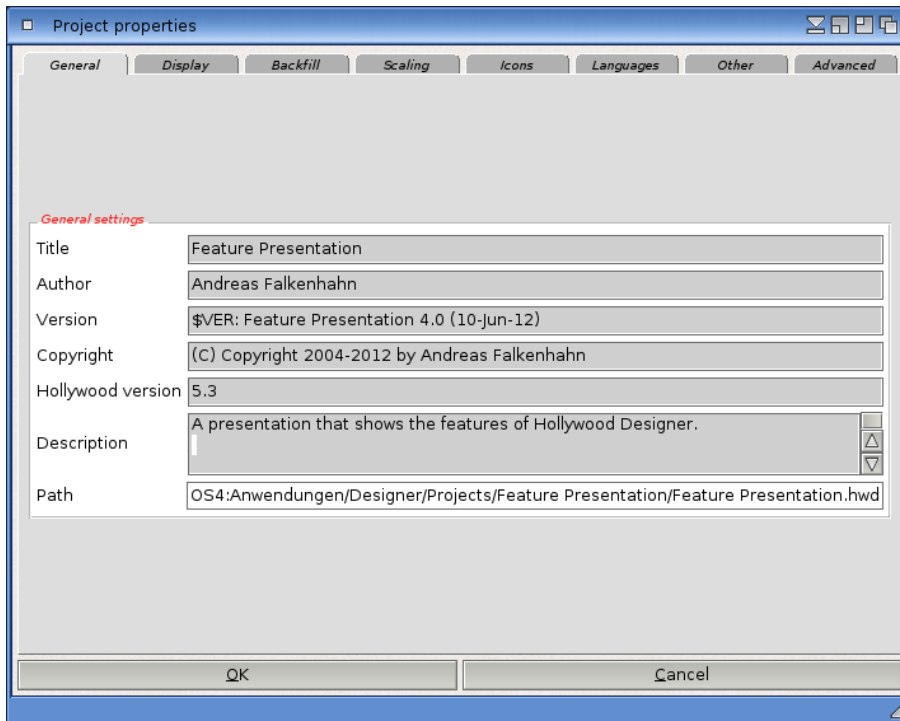 Project properties
General Display Backfill Scaling Icons Languages Other Advanced
General settings
Title Feature Presentation
Author Andreas Falkenhahn
Version $VER: Feature Presentation 4.0 (10-Jun-12)
Copyright (C) Copyright 2004-2012 by Andreas Falkenhahn
Hollywood version 5.3
Description A presentation that shows the features of Hollywood Designer.
Path OS4:Anwendungen/Designer/Projects/Feature Presentation/Feature Presentation.hwd
OK Cancel